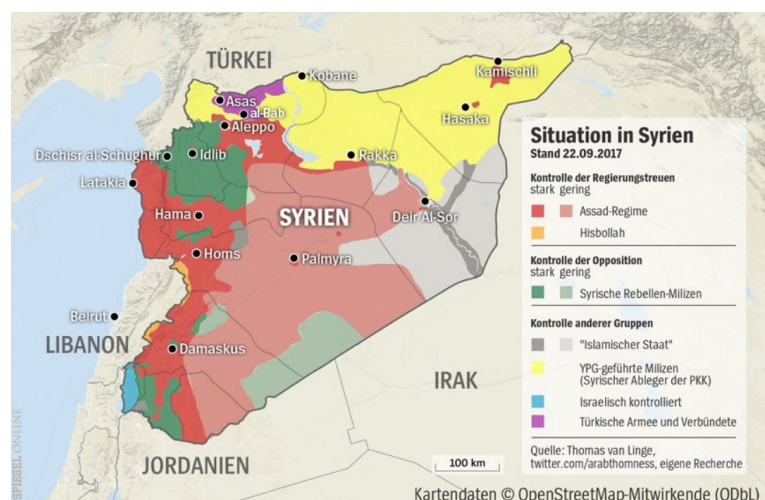 TÜRKEI
Kobane
Kamischli
Asas
al-Bab
Aleppo
Hasaka
Dschisr al-Schughur
Idlib
Rakka
Latakia
Hama
SYRIEN
Deir Al-Sor
Homs
Palmyra
Beirut
LIBANON
Damaskus
IRAK
JORDANIEN
100 km
SPIEGEL ONLINE
Situation in Syrien
Stand 22.09.2017
Kontrolle der Regierungstreuen
stark gering
Assad-Regime
Hisbollah
Kontrolle der Opposition
stark gering
Syrische Rebellen-Milizen
Kontrolle anderer Gruppen
"Islamischer Staat"
YPG-geführte Milizen
(Syrischer Ableger der PKK)
Israelisch kontrolliert
Türkische Armee und Verbündete
Quelle: Thomas van Linge,
twitter.com/arabthomness, eigene Recherche
Kartendaten © OpenStreetMap-Mitwirkende (ODbL)